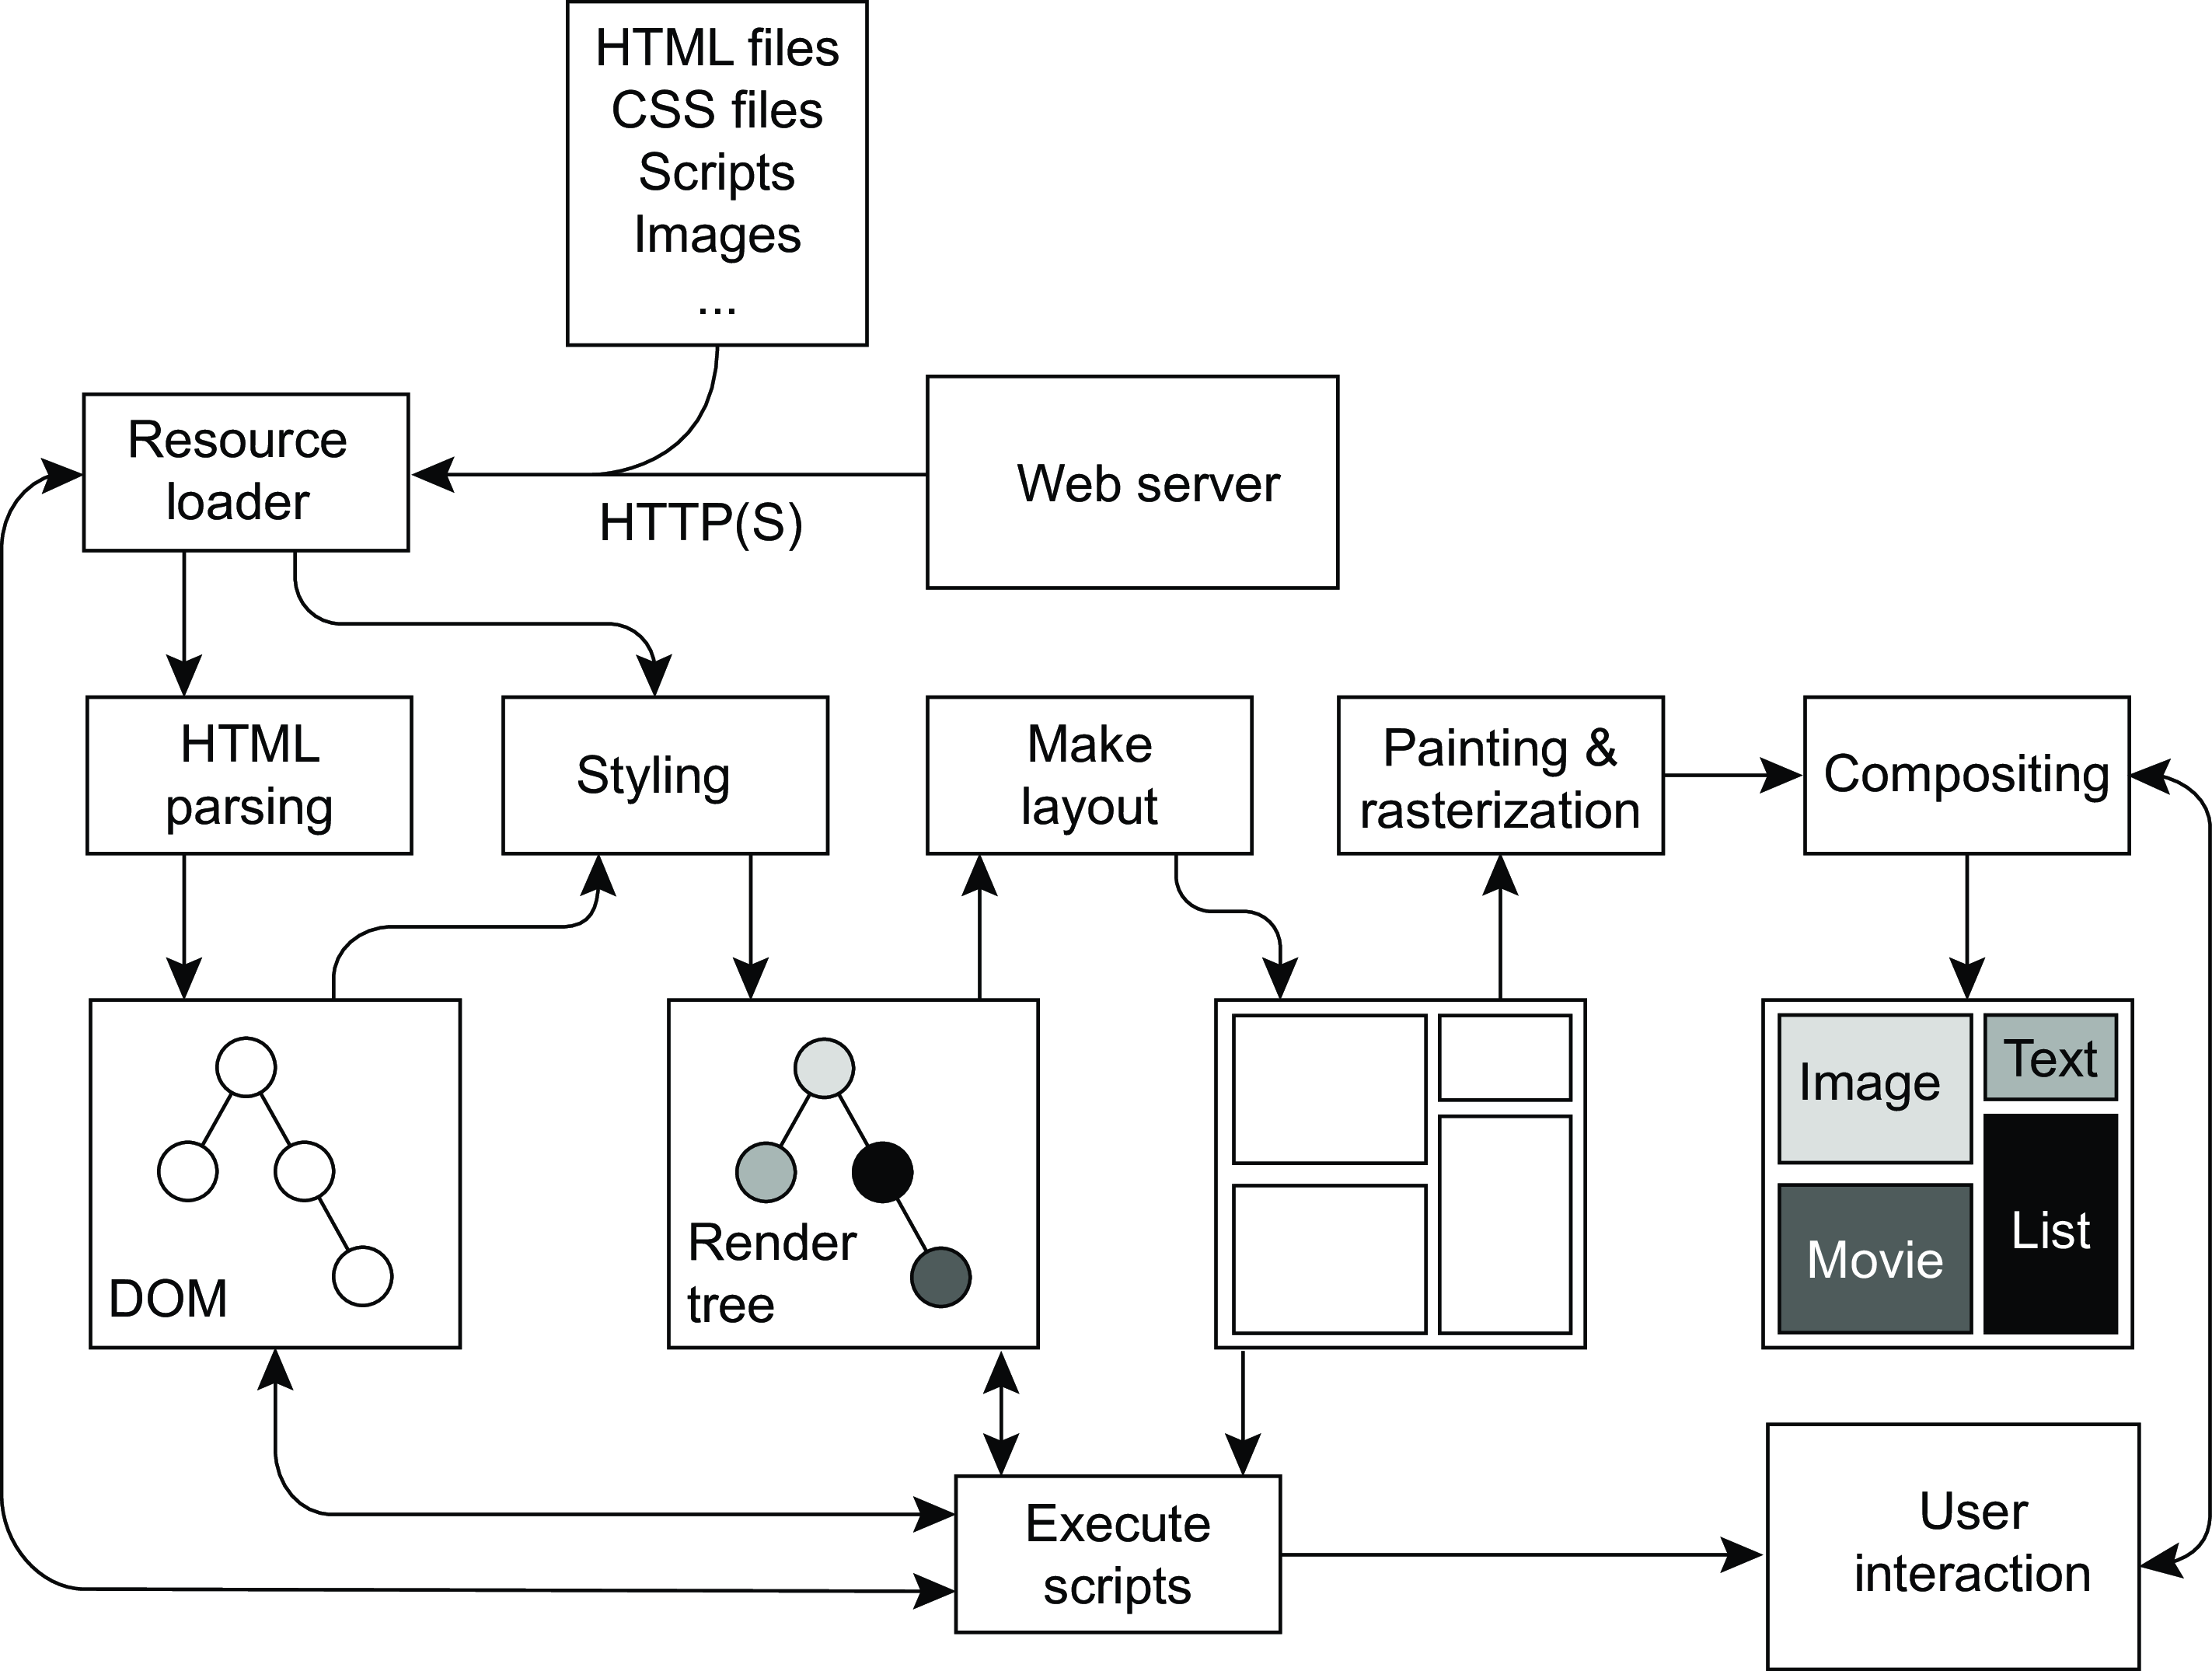 HTML files
CSS files
Scripts
Images
...
Resource
loader
HTTP(S)
Web server
HTML
parsing
Styling
Make
layout
Painting &
rasterization
Compositing
DOM
Render
tree
Image
Text
Movie
List
Execute
scripts
User
interaction